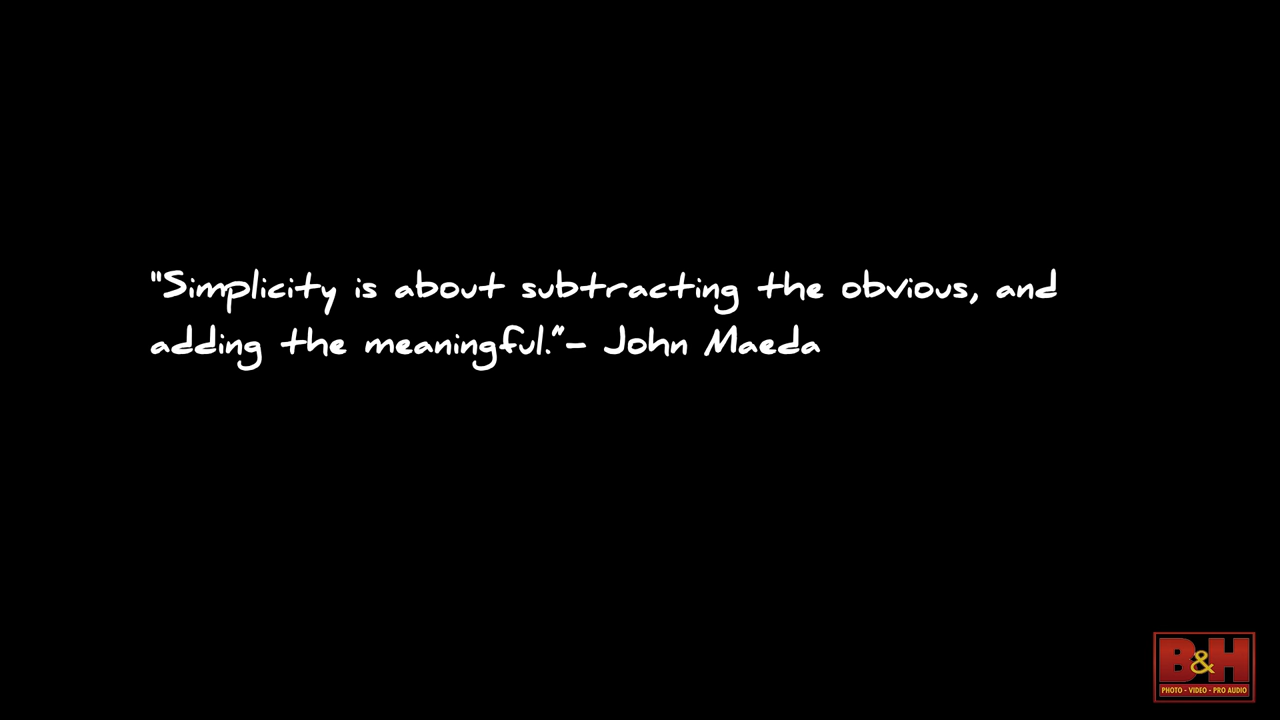 "Simplicity is about subtracting the obvious, and
adding the meaningful."- John Maeda
B&H
PHOTO - VIDEO - PRO AUDIO